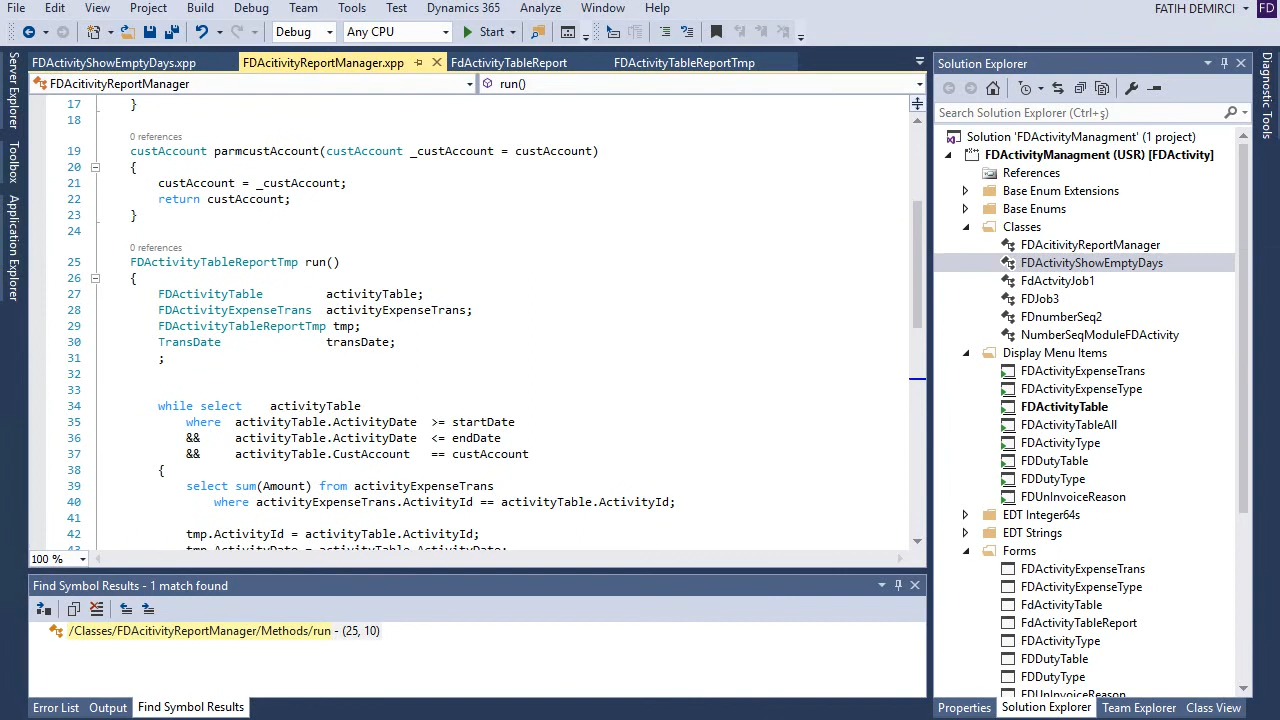 File Edit View Project Build Debug Team Tools Test Dynamics 365 Analyze Window Help FATIH DEMIRCI FD
Debug Any CPU Start
FDActivityShowEmptyDays.xpp FDAcitivityReportManager.xpp FdActivityTableReport FDActivityTableReportTmp
FDAcitivityReportManager run()
17 }
18
0 references
19 custAccount parmcustAccount(custAccount _custAccount = custAccount)
20 {
21 custAccount = _custAccount;
22 return custAccount;
23 }
24
0 references
25 FDActivityTableReportTmp run()
26 {
27 FDActivityTable activityTable;
28 FDActivityExpenseTrans activityExpenseTrans;
29 FDActivityTableReportTmp tmp;
30 TransDate transDate;
31 ;
32
33
34 while select activityTable
35 where activityTable.ActivityDate >= startDate
36 && activityTable.ActivityDate <= endDate
37 && activityTable.CustAccount == custAccount
38 {
39 select sum(Amount) from activityExpenseTrans
40 where activityExpenseTrans.ActivityId == activityTable.ActivityId;
41
42 tmp.ActivityId = activityTable.ActivityId;
43 tmp.ActivityDate = activityTable.ActivityDate;
100 %
Find Symbol Results - 1 match found
/Classes/FDAcitivityReportManager/Methods/run - (25, 10)
Error List Output Find Symbol Results
Server Explorer
Toolbox
Application Explorer
Solution Explorer
Search Solution Explorer (Ctrl+ş)
Solution 'FDActivityManagment' (1 project)
FDActivityManagment (USR) [FDActivity]
References
Base Enum Extensions
Base Enums
Classes
FDAcitivityReportManager
FDActivityShowEmptyDays
FdActvityJob1
FDJob3
FDnumberSeq2
NumberSeqModuleFDActivity
Display Menu Items
FDActivityExpenseTrans
FDActivityExpenseType
FDActivityTable
FDActivityTableAll
FDActivityType
FDDutyTable
FDDutyType
FDUnInvoiceReason
EDT Integer64s
EDT Strings
Forms
FDActivityExpenseTrans
FDActivityExpenseType
FdActivityTable
FdActivityTableReport
FDActivityType
FDDutyTable
FDDutyType
FDUnInvoiceReason
Properties Solution Explorer Team Explorer Class View
Diagnostic Tools